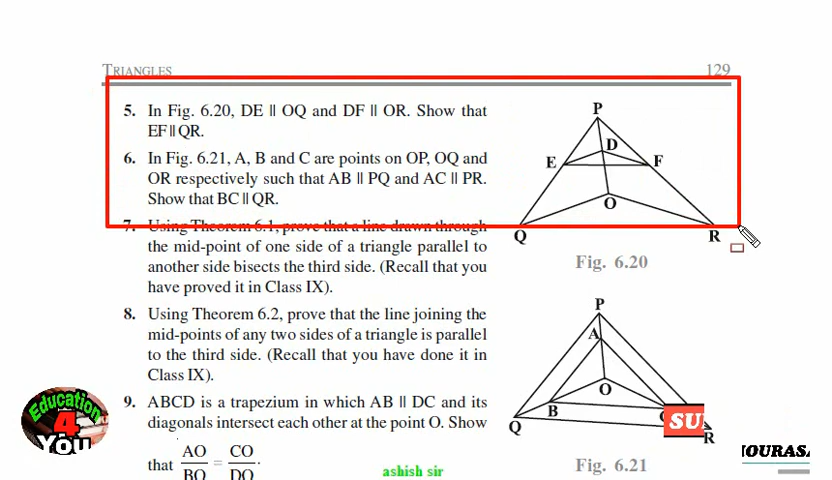 TRIANGLES 129
5. In Fig. 6.20, DE || OQ and DF || OR. Show that
EF || QR.
6. In Fig. 6.21, A, B and C are points on OP, OQ and
OR respectively such that AB || PQ and AC || PR.
Show that BC || QR.
7. Using Theorem 6.1, prove that a line drawn through
the mid-point of one side of a triangle parallel to
another side bisects the third side. (Recall that you
have proved it in Class IX).
8. Using Theorem 6.2, prove that the line joining the
mid-points of any two sides of a triangle is parallel
to the third side. (Recall that you have done it in
Class IX).
9. ABCD is a trapezium in which AB || DC and its
diagonals intersect each other at the point O. Show
that AO/BO = CO/DO.
P
D
E F
O
Q R
Fig. 6.20
P
A
O
B
Q
R
Fig. 6.21
Education
4
You
ashish sir
SU